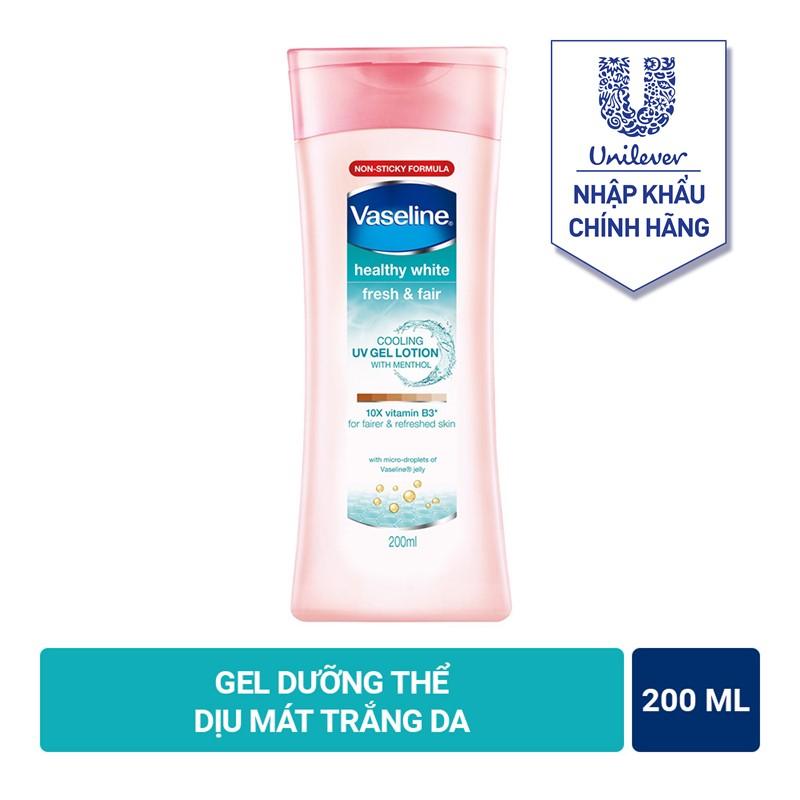 Unilever
NHẬP KHẨU
CHÍNH HÃNG
NON-STICKY FORMULA
Vaseline®
healthy white
fresh & fair
COOLING
UV GEL LOTION
WITH MENTHOL
10X vitamin B3*
for fairer & refreshed skin
with micro-droplets of
Vaseline® jelly
200ml
GEL DƯỠNG THỂ
DỊU MÁT TRẮNG DA
200 ML